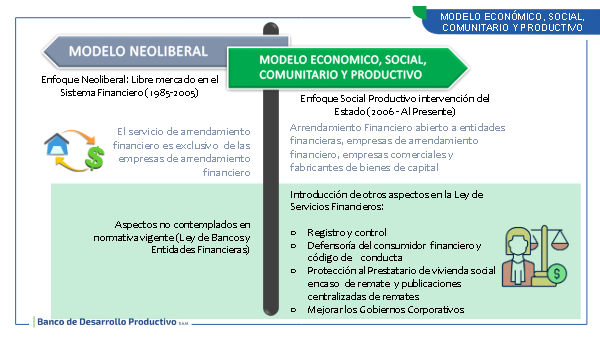 MODELO ECONÓMICO, SOCIAL,
COMUNITARIO Y PRODUCTIVO
MODELO NEOLIBERAL
MODELO ECONOMICO, SOCIAL,
COMUNITARIO Y PRODUCTIVO
Enfoque Neoliberal: Libre mercado en el
Sistema Financiero (1985-2005)
Enfoque Social Productivo intervención del
Estado (2006 - Al Presente)
El servicio de arrendamiento
financiero es exclusivo de las
empresas de arrendamiento
financiero
Arrendamiento Financiero abierto a entidades
financieras, empresas de arrendamiento
financiero, empresas comerciales y
fabricantes de bienes de capital
Aspectos no contemplados en
normativa vigente (Ley de Bancos y
Entidades Financieras)
Introducción de otros aspectos en la Ley de
Servicios Financieros:
Registro y control
Defensoría del consumidor financiero y
código de conducta
Protección al Prestatario de vivienda social
en caso de remate y publicaciones
centralizadas de remates
Mejorar los Gobiernos Corporativos
Banco de Desarrollo Productivo S.A.M.